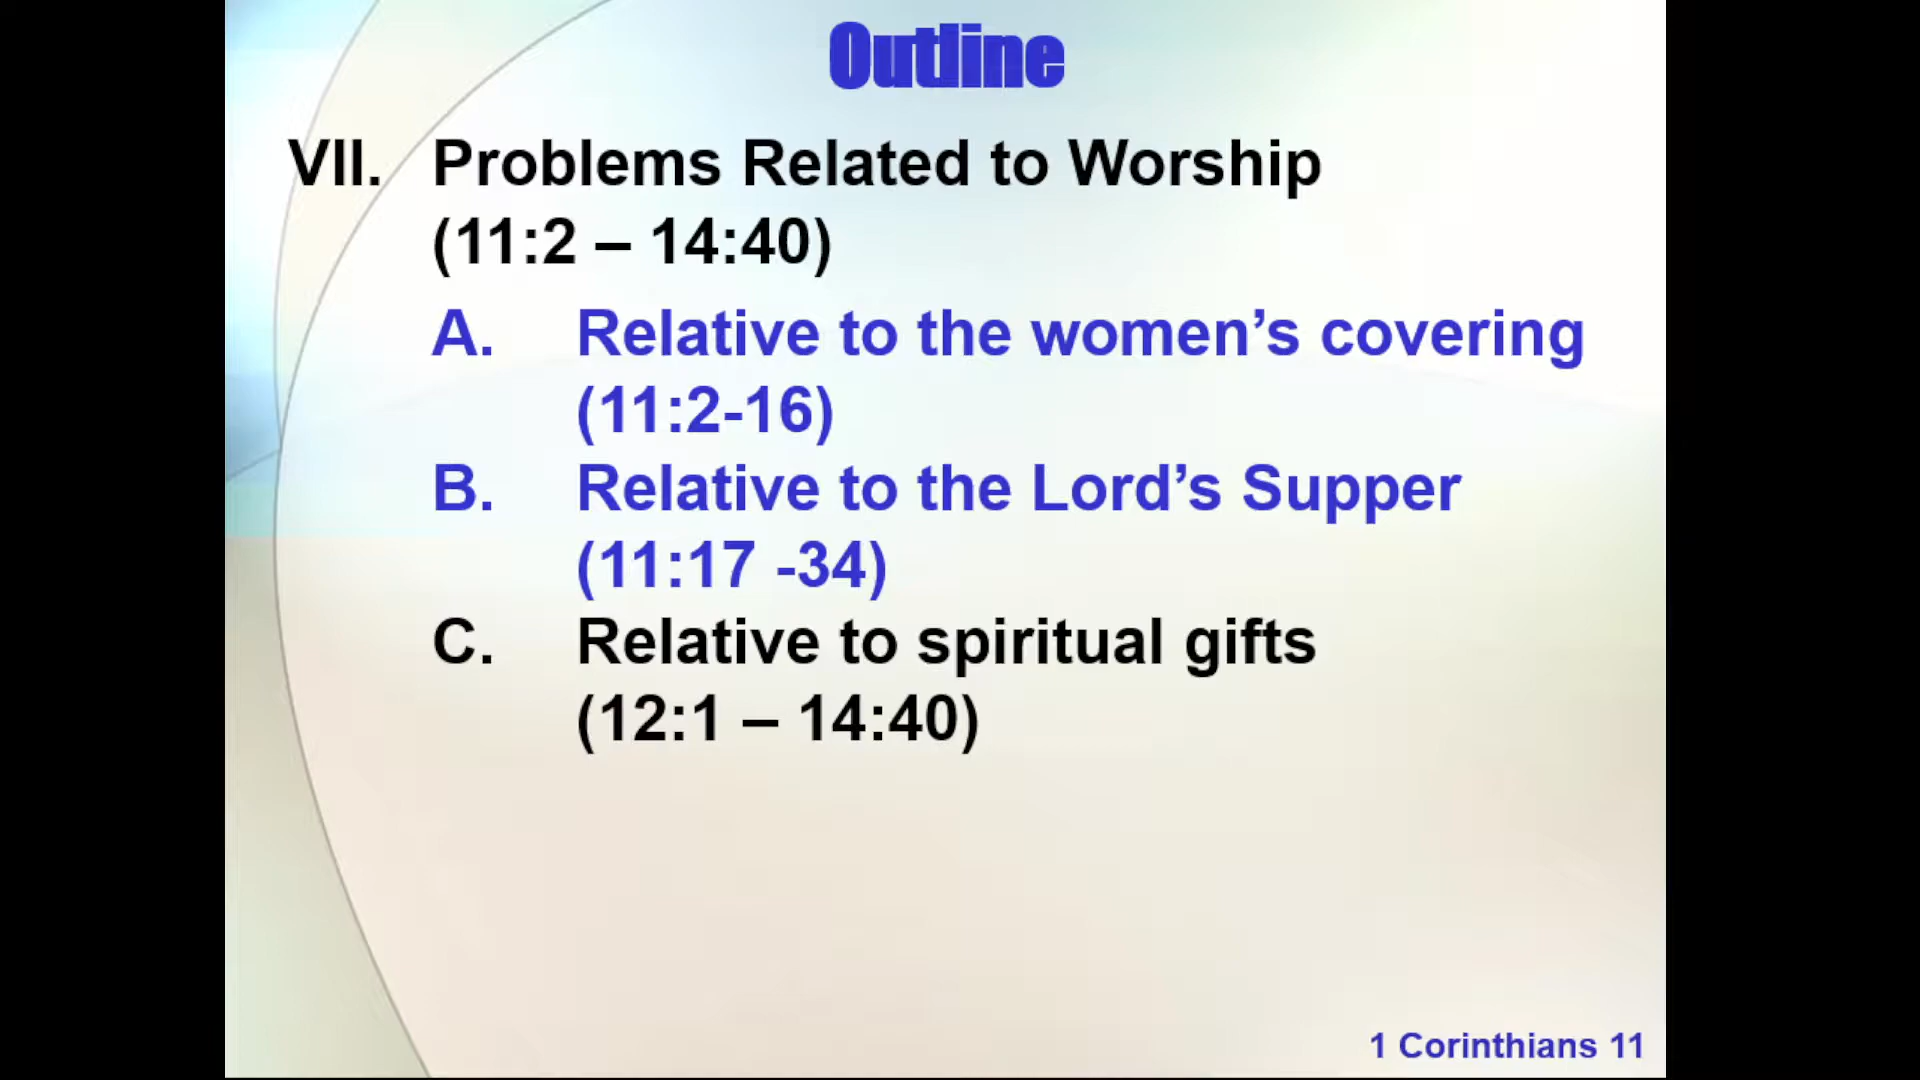 Outline
VII. Problems Related to Worship
(11:2 – 14:40)
A. Relative to the women’s covering
(11:2-16)
B. Relative to the Lord’s Supper
(11:17 -34)
C. Relative to spiritual gifts
(12:1 – 14:40)
1 Corinthians 11